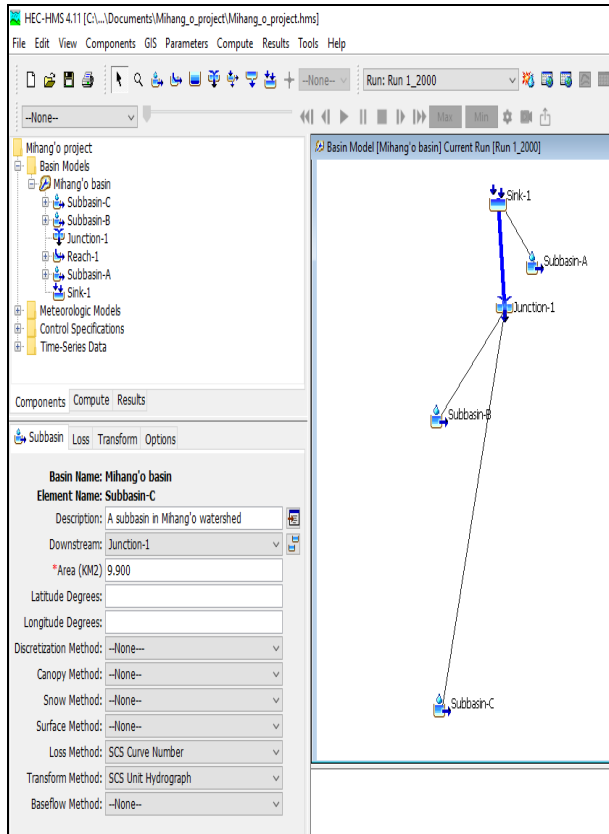 HEC-HMS 4.11 [C:\...\Documents/Mihang_o_project\Mihang_o_project.hms]
File Edit View Components GIS Parameters Compute Results Tools Help
--None-- Run: Run 1_2000
--None-- Max Min
Mihang'o project
Basin Models
Mihang'o basin
Subbasin-C
Subbasin-B
Junction-1
Reach-1
Subbasin-A
Sink-1
Meteorologic Models
Control Specifications
Time-Series Data
Components Compute Results
Subbasin Loss Transform Options
Basin Name: Mihang'o basin
Element Name: Subbasin-C
Description: A subbasin in Mihang'o watershed
Downstream: Junction-1
*Area (KM2) 9.900
Latitude Degrees:
Longitude Degrees:
Discretization Method: --None--
Canopy Method: --None--
Snow Method: --None--
Surface Method: --None--
Loss Method: SCS Curve Number
Transform Method: SCS Unit Hydrograph
Baseflow Method: --None--
Basin Model [Mihang'o basin] Current Run [Run 1_2000]
Sink-1
Subbasin-A
Junction-1
Subbasin-B
Subbasin-C